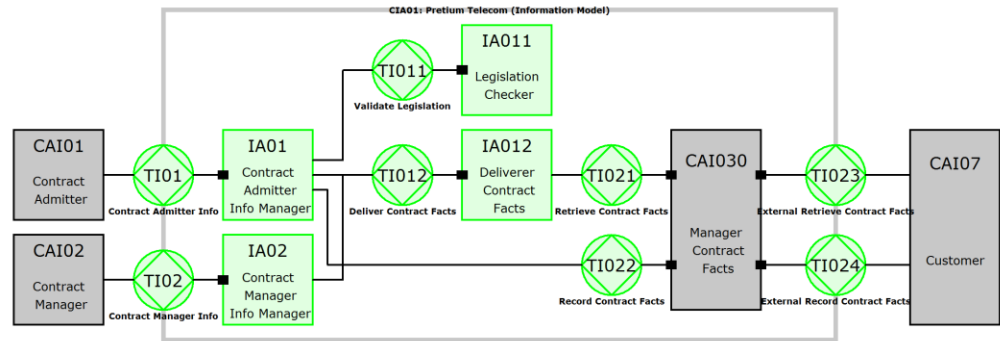 CIA01: Pretium Telecom (Information Model)
IA011
Legislation
Checker
TI011
Validate Legislation
CAI01
Contract
Admitter
TI01
Contract Admitter Info
IA01
Contract
Admitter
Info Manager
TI012
Deliver Contract Facts
IA012
Deliverer
Contract
Facts
TI021
Retrieve Contract Facts
CAI030
Manager
Contract
Facts
TI023
External Retrieve Contract Facts
CAI07
Customer
CAI02
Contract
Manager
TI02
Contract Manager Info
IA02
Contract
Manager
Info Manager
TI022
Record Contract Facts
TI024
External Record Contract Facts